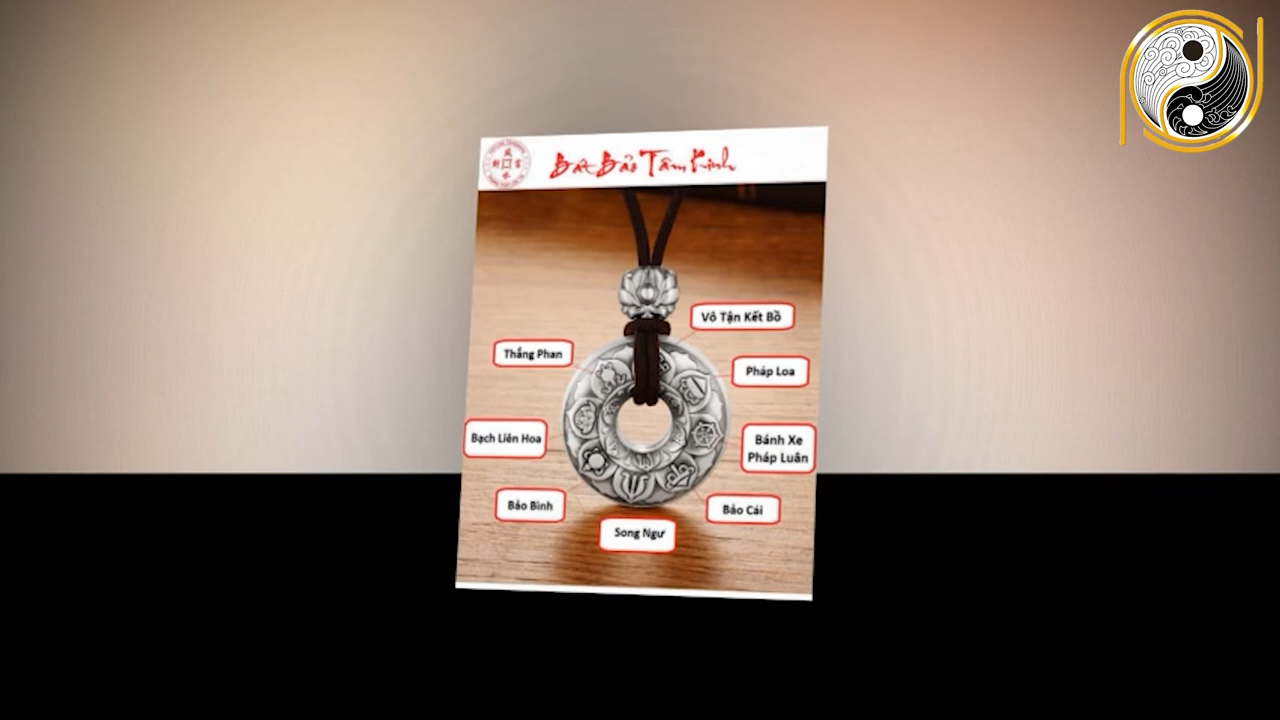 Bát Bảo Tâm Kinh
Vô Tận Kết Bồ
Thắng Phan
Pháp Loa
Bạch Liên Hoa
Bánh Xe
Pháp Luân
Bảo Bình
Bảo Cái
Song Ngư